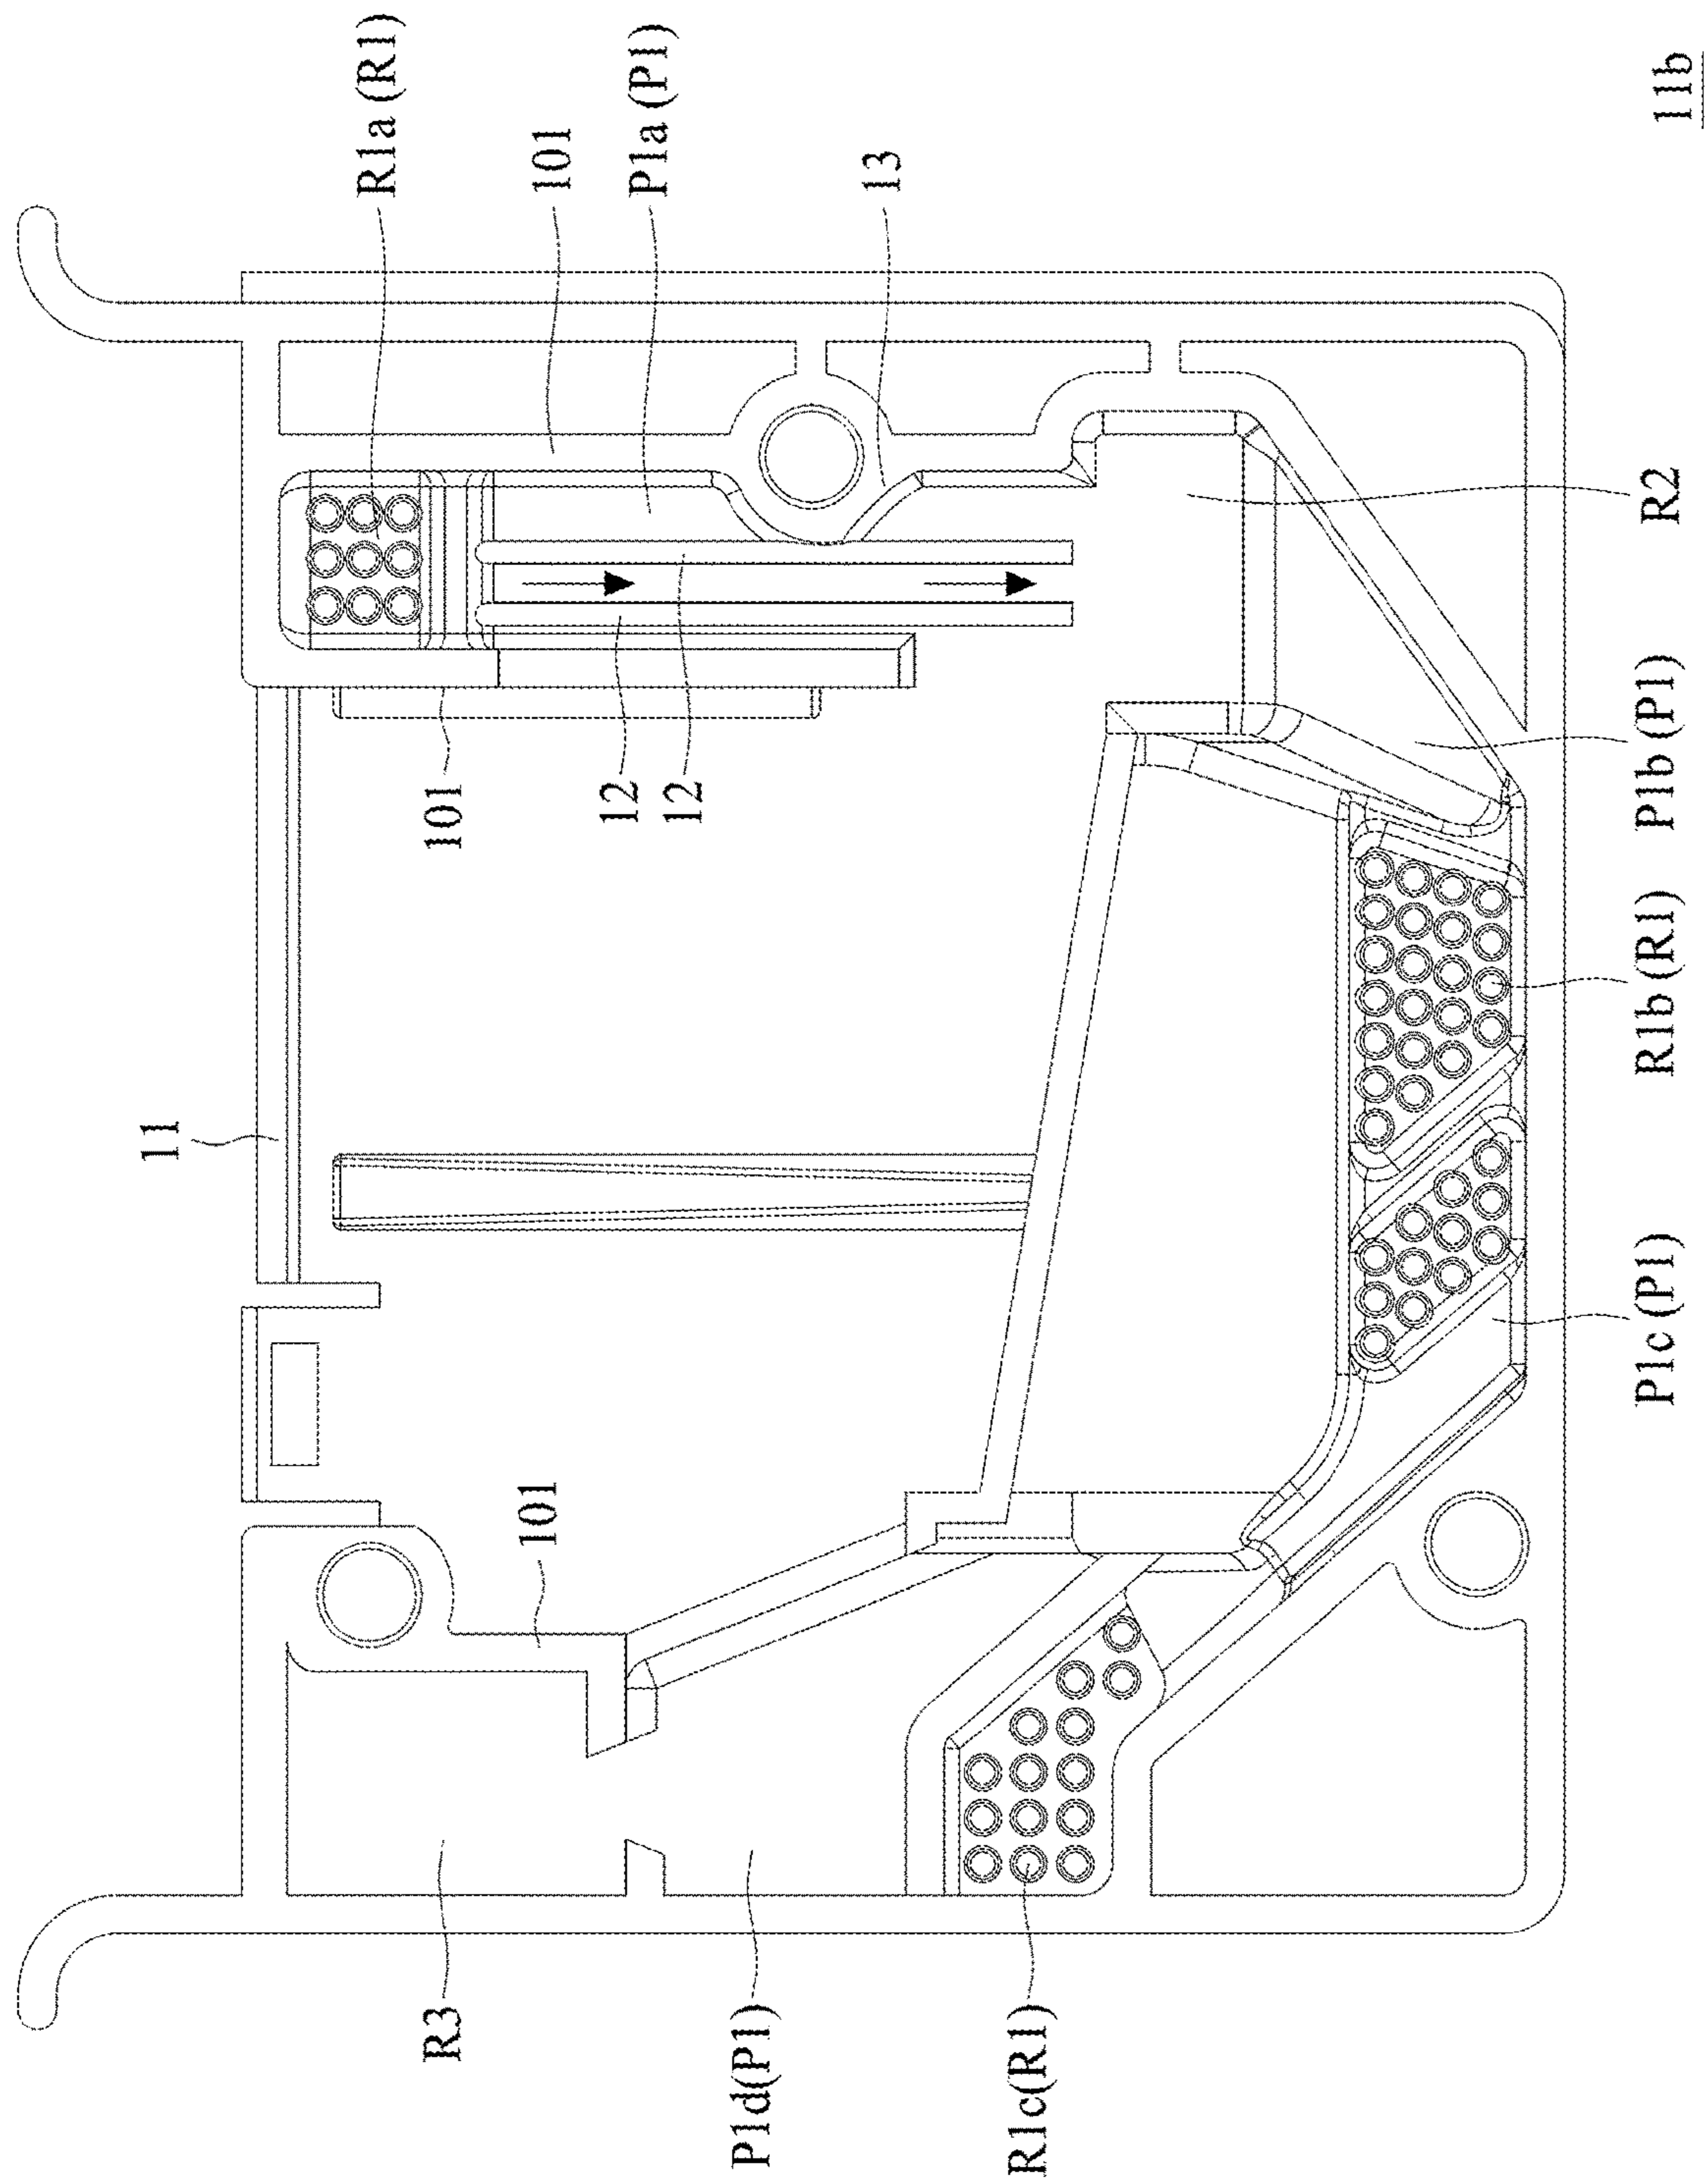 11
R1a (R1)
R3
101
101
101
12
P1a (P1)
12
P1d(P1)
13
R1c(R1)
P1c (P1)
R1b (R1)
P1b (P1)
R2
11b